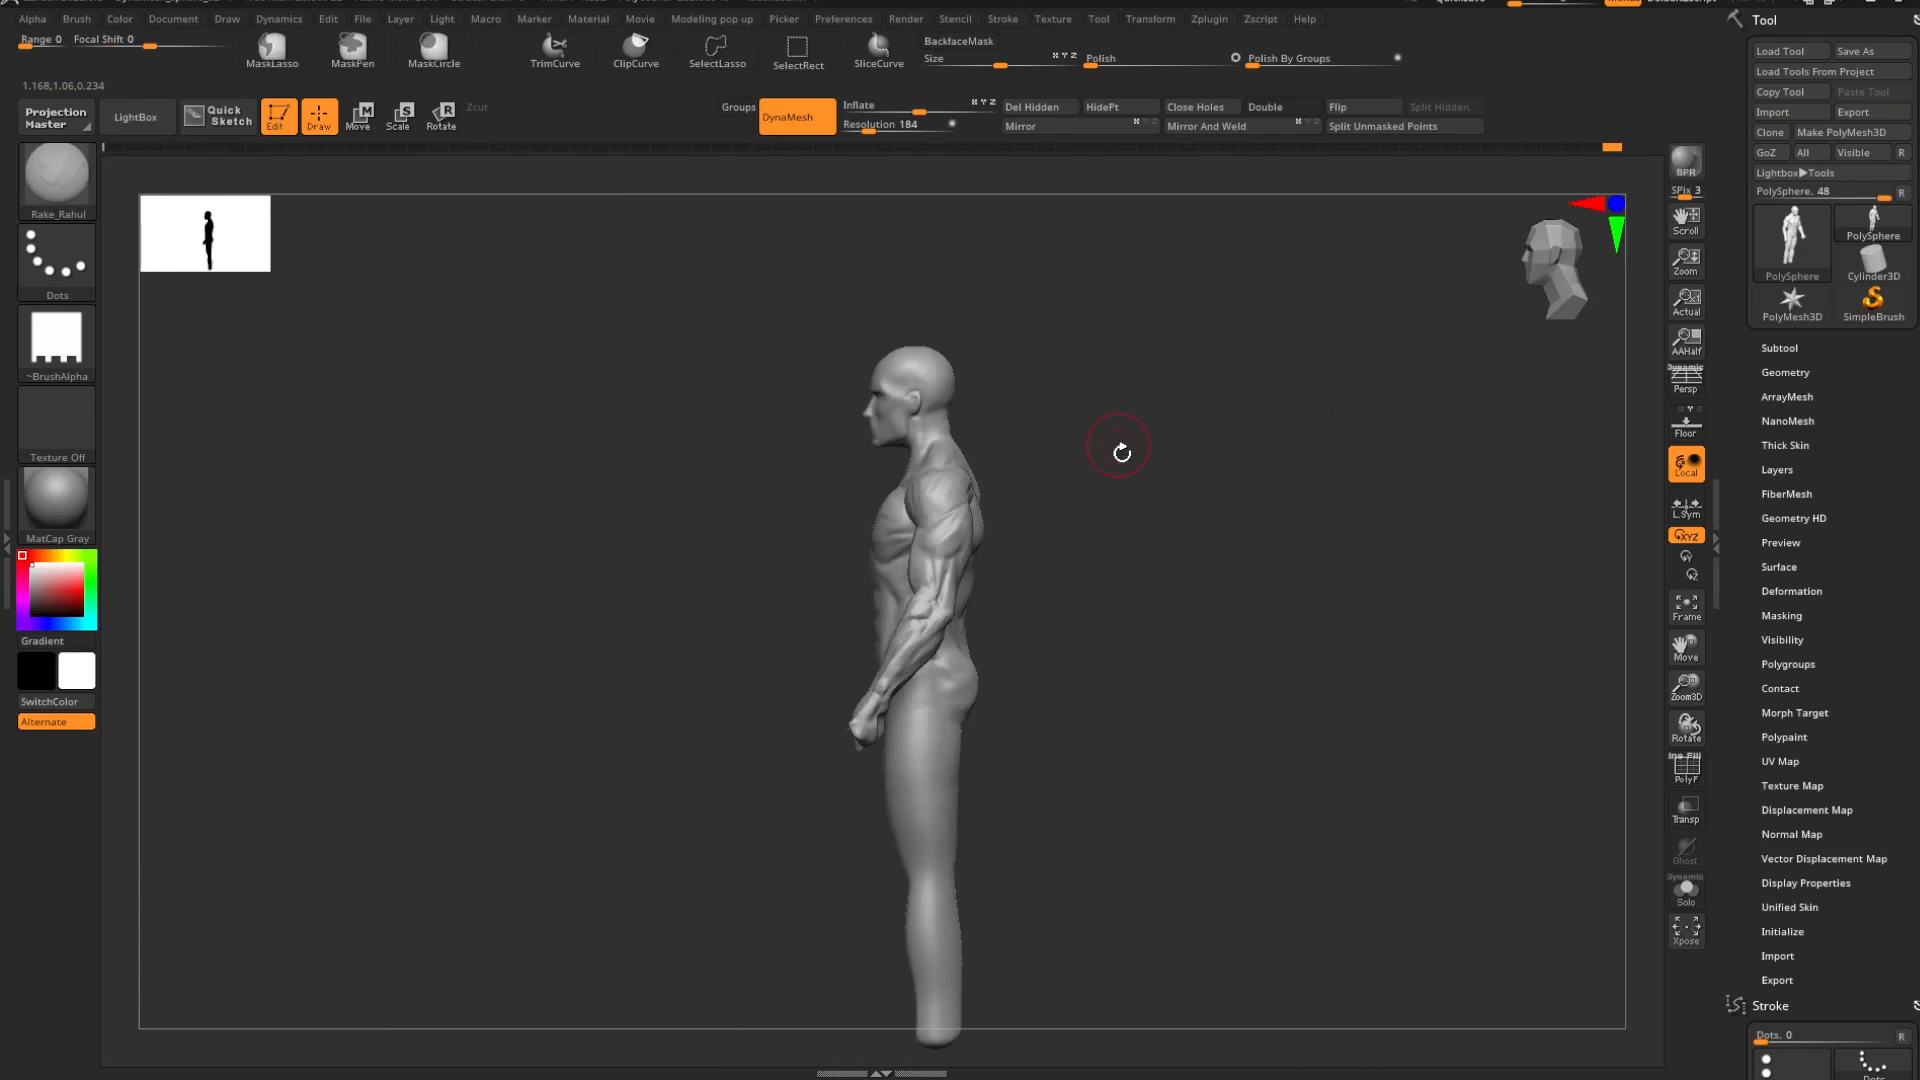 Alpha Brush Color Document Draw Dynamics Edit File Layer Light Macro Marker Material Movie Modeling pop up Picker Preferences Render Stencil Stroke Texture Tool Transform Zplugin Zscript Help
Range 0 Focal Shift 0
MaskLasso MaskPen MaskCircle TrimCurve ClipCurve SelectLasso SelectRect SliceCurve
BackfaceMask
Size Polish Polish By Groups
1.168,1.06,0.234
Projection Master
LightBox
Quick Sketch
Edit Draw Move Scale Rotate
Zcut
Groups DynaMesh
Inflate
Resolution 184
Del Hidden HidePt Close Holes Double Flip Split Hidden
Mirror Mirror And Weld Split Unmasked Points
Rake_Rahul
Dots
~BrushAlpha
Texture Off
MatCap Gray
Gradient
SwitchColor
Alternate
BPR
SPix 3
Scroll
Zoom
Actual
AAHalf
Dynamic
Persp
Floor
Local
L.Sym
XYZ
Frame
Move
Zoom3D
Rotate
PolyF
Transp
Ghost
Dynamic
Solo
Xpose
Tool
Load Tool Save As
Load Tools From Project
Copy Tool Paste Tool
Import Export
Clone Make PolyMesh3D
GoZ All Visible R
Lightbox▶Tools
PolySphere. 48 R
PolySphere
PolySphere Cylinder3D
PolyMesh3D SimpleBrush
Subtool
Geometry
ArrayMesh
NanoMesh
Thick Skin
Layers
FiberMesh
Geometry HD
Preview
Surface
Deformation
Masking
Visibility
Polygroups
Contact
Morph Target
Polypaint
UV Map
Texture Map
Displacement Map
Normal Map
Vector Displacement Map
Display Properties
Unified Skin
Initialize
Import
Export
Stroke
Dots. 0 R